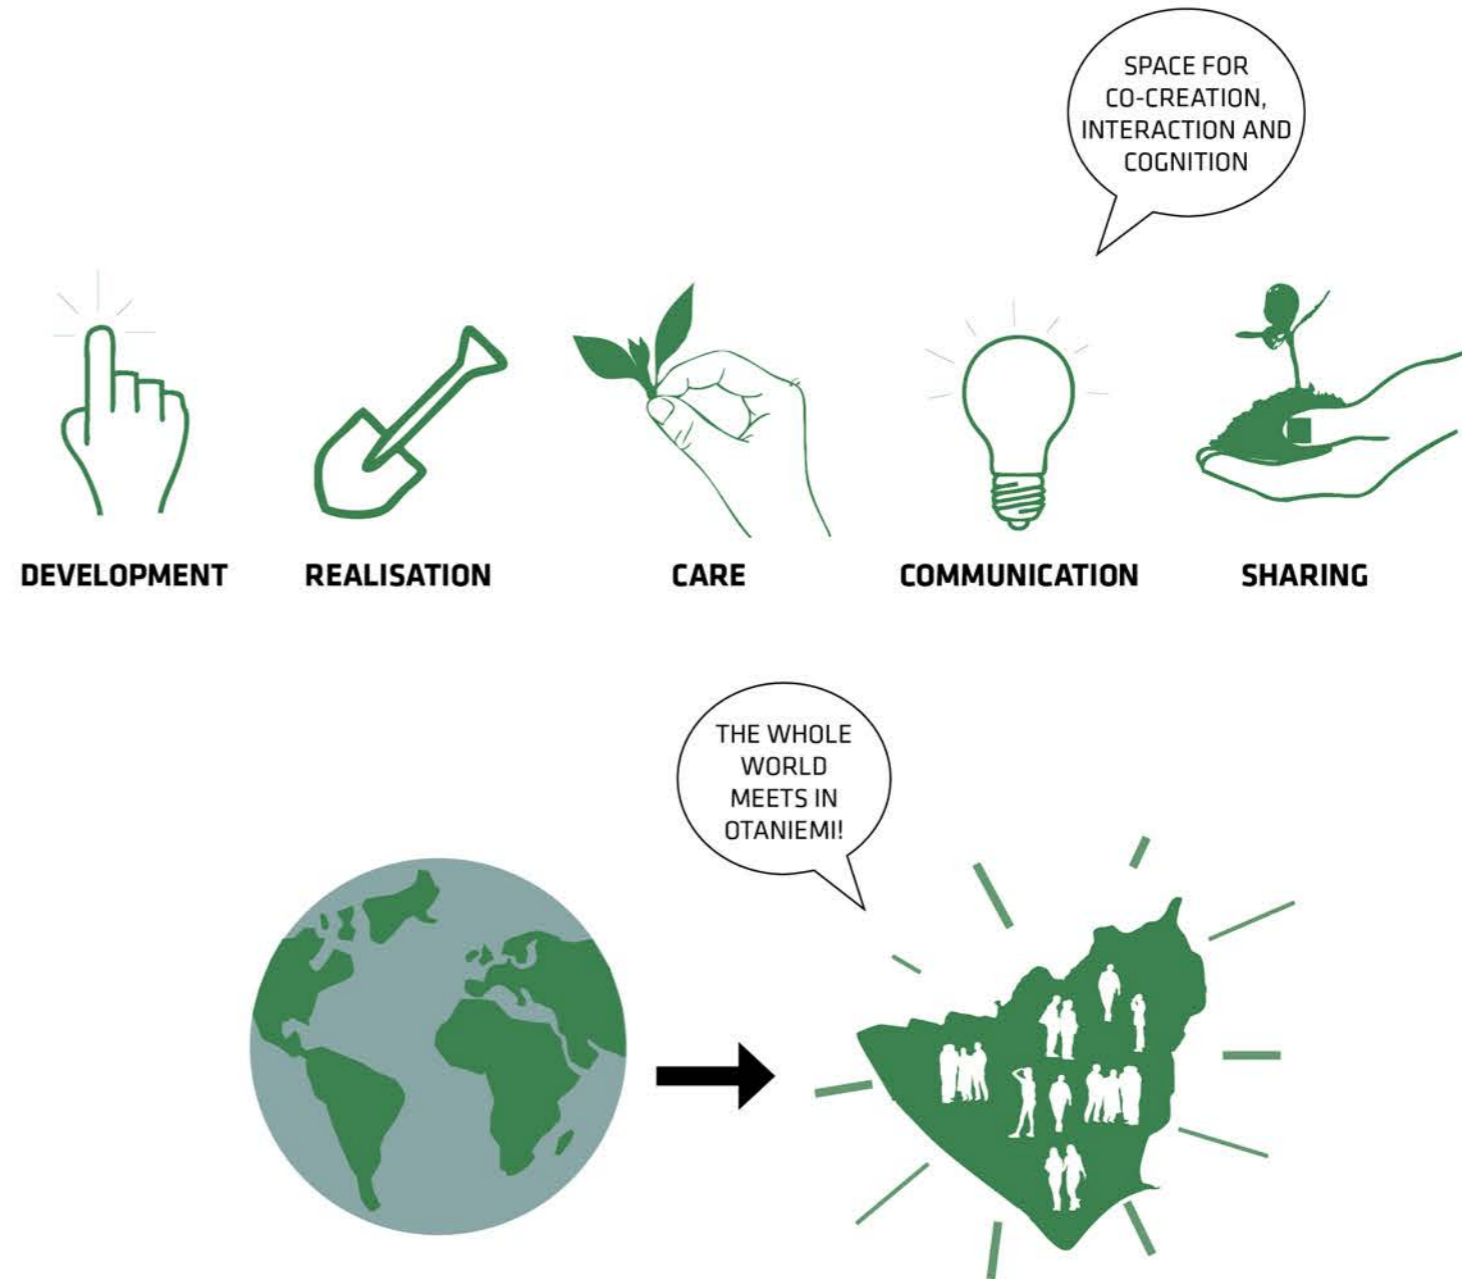 SPACE FOR
CO-CREATION,
INTERACTION AND
COGNITION
DEVELOPMENT
REALISATION
CARE
COMMUNICATION
SHARING
THE WHOLE
WORLD
MEETS IN
OTANIEMI!